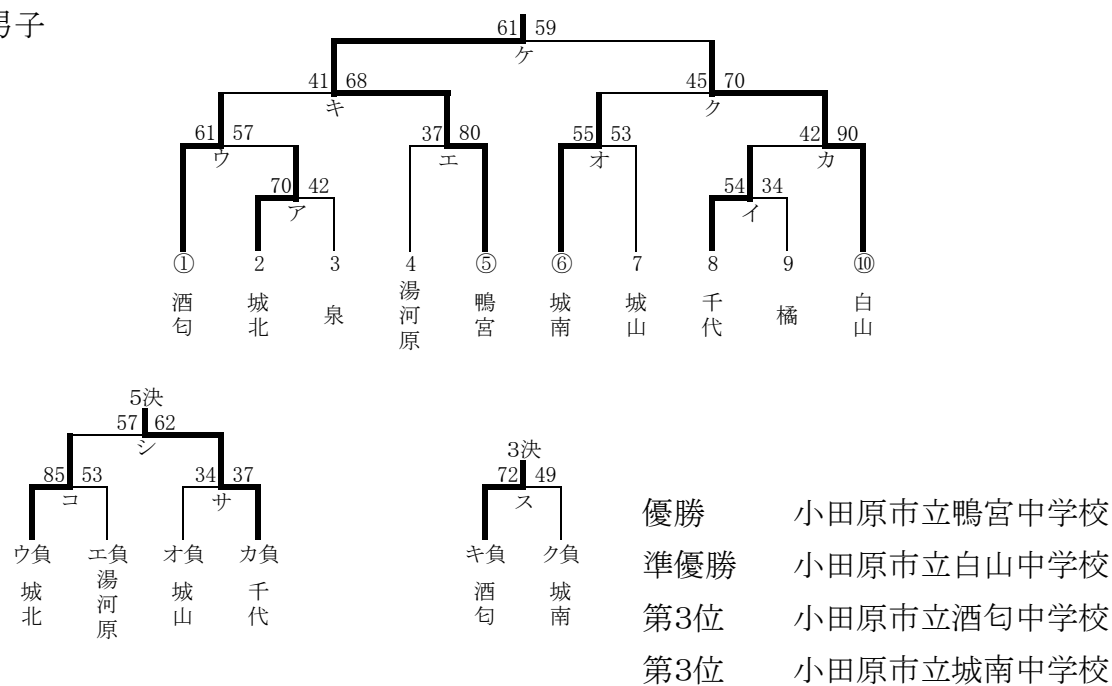 男子
61 59
ケ
41 68
キ
45 70
ク
61 57
ウ
37 80
エ
55 53
オ
42 90
カ
70 42
ア
54 34
イ
① 2 3 4 ⑤ ⑥ 7 8 9 ⑩
酒匂 城北 泉 湯河原 鴨宮 城南 城山 千代 橘 白山
5決
57 62
シ
85 53
コ
34 37
サ
ウ負 エ負 オ負 カ負
城北 湯河原 城山 千代
3決
72 49
ス
キ負 ク負
酒匂 城南
優勝 小田原市立鴨宮中学校
準優勝 小田原市立白山中学校
第3位 小田原市立酒匂中学校
第3位 小田原市立城南中学校